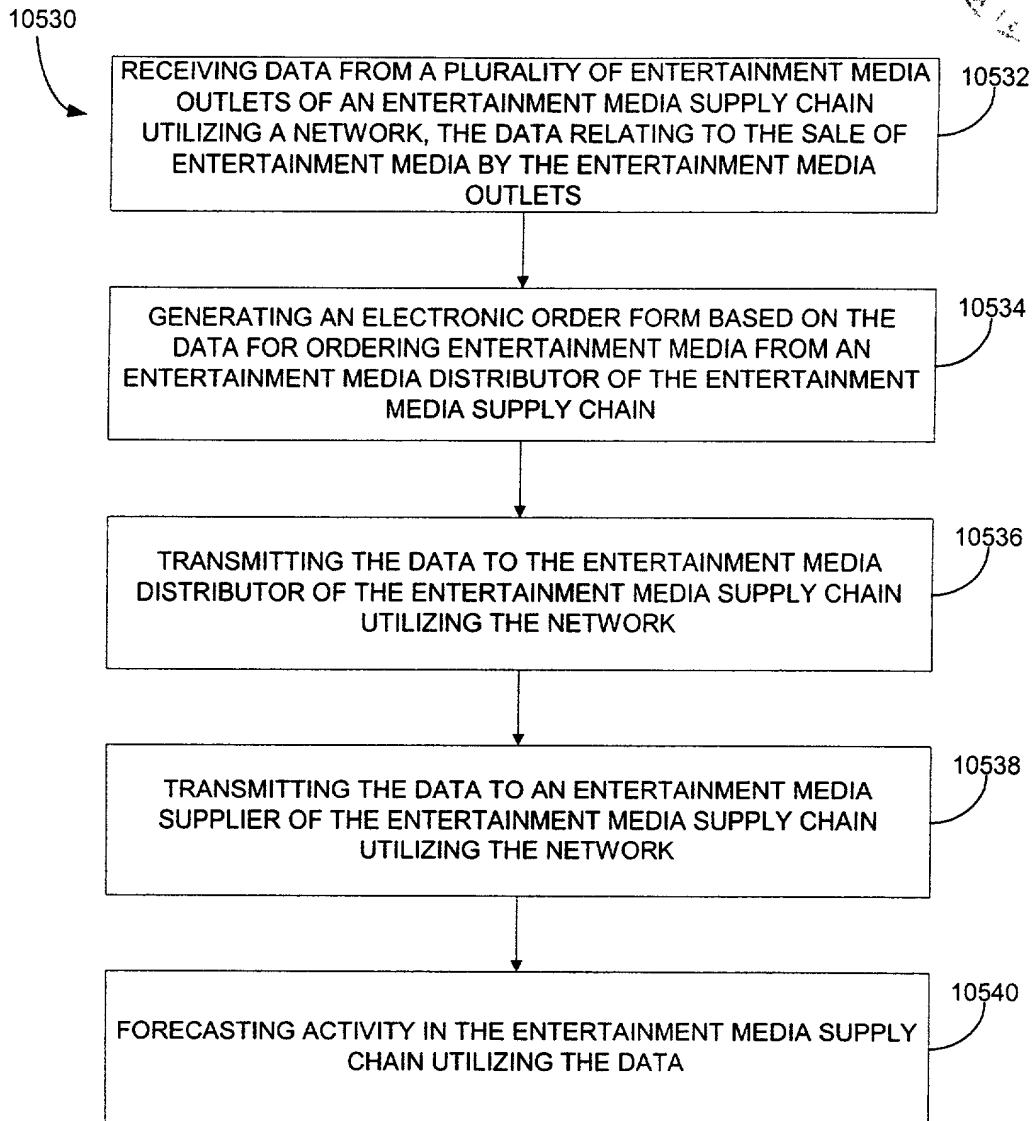 10530
RECEIVING DATA FROM A PLURALITY OF ENTERTAINMENT MEDIA
OUTLETS OF AN ENTERTAINMENT MEDIA SUPPLY CHAIN
UTILIZING A NETWORK, THE DATA RELATING TO THE SALE OF
ENTERTAINMENT MEDIA BY THE ENTERTAINMENT MEDIA
OUTLETS
10532
GENERATING AN ELECTRONIC ORDER FORM BASED ON THE
DATA FOR ORDERING ENTERTAINMENT MEDIA FROM AN
ENTERTAINMENT MEDIA DISTRIBUTOR OF THE ENTERTAINMENT
MEDIA SUPPLY CHAIN
10534
TRANSMITTING THE DATA TO THE ENTERTAINMENT MEDIA
DISTRIBUTOR OF THE ENTERTAINMENT MEDIA SUPPLY CHAIN
UTILIZING THE NETWORK
10536
TRANSMITTING THE DATA TO AN ENTERTAINMENT MEDIA
SUPPLIER OF THE ENTERTAINMENT MEDIA SUPPLY CHAIN
UTILIZING THE NETWORK
10538
FORECASTING ACTIVITY IN THE ENTERTAINMENT MEDIA SUPPLY
CHAIN UTILIZING THE DATA
10540